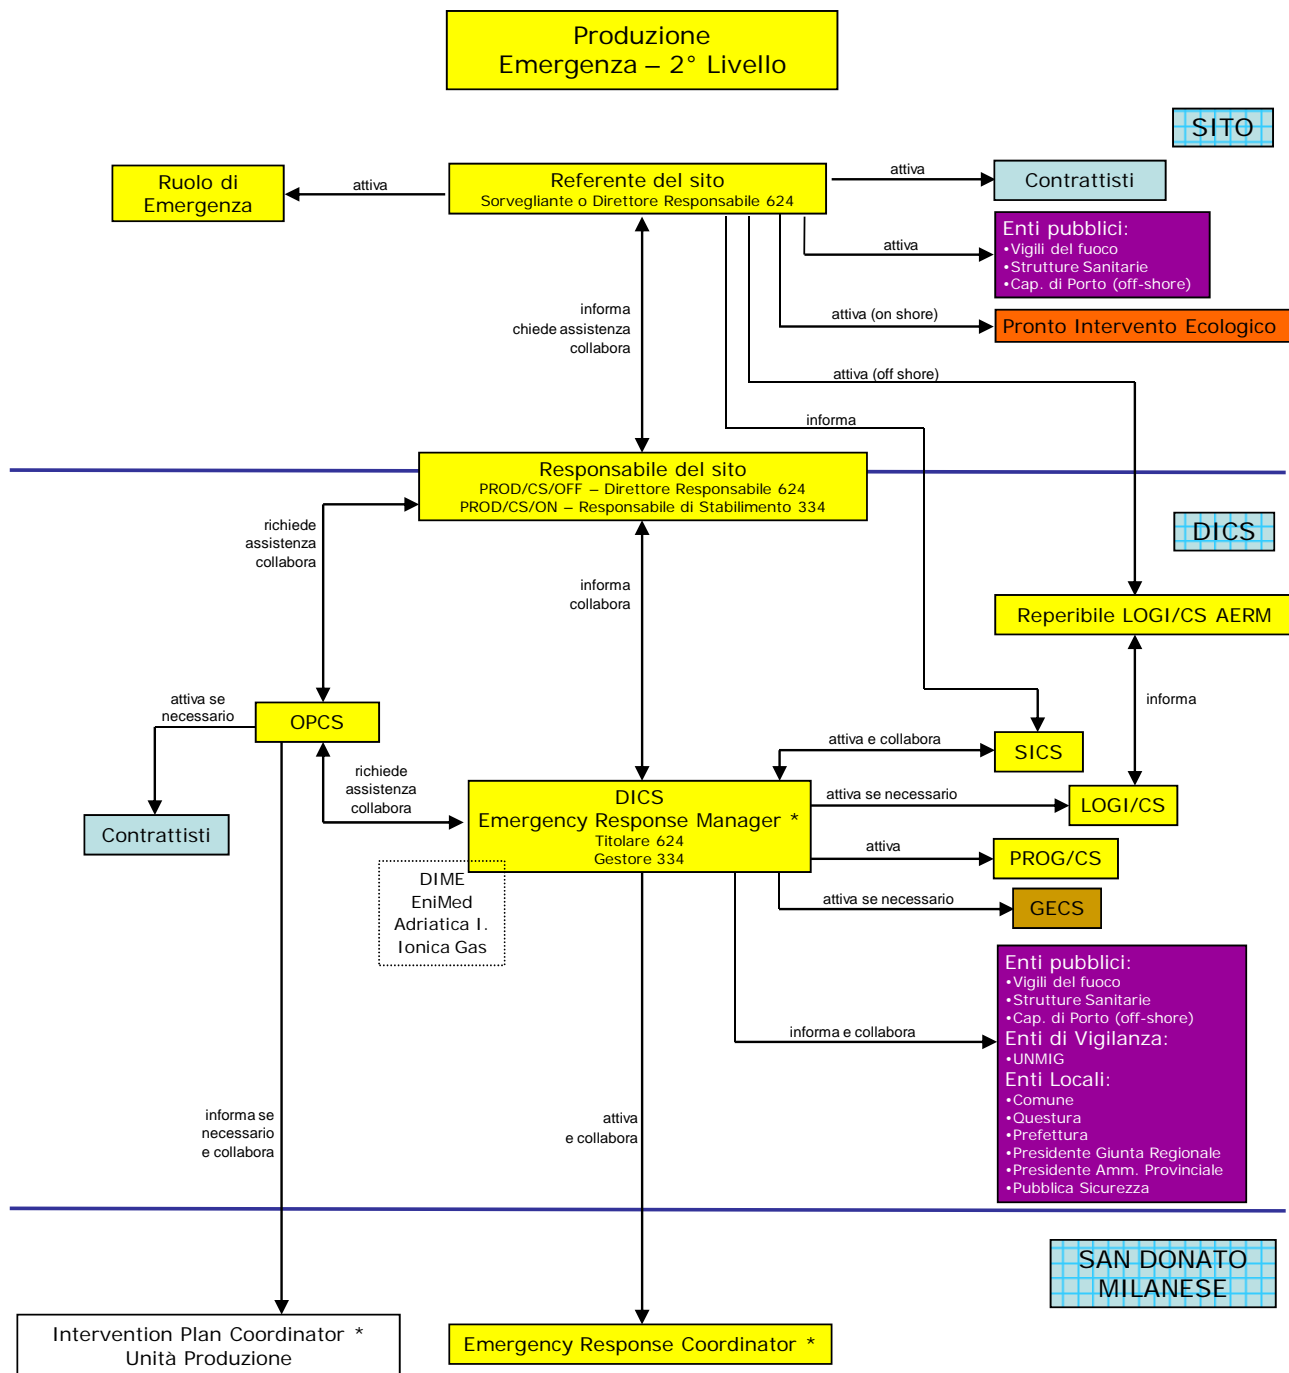 Produzione
Emergenza – 2° Livello
SITO
Ruolo di
Emergenza
attiva
Referente del sito
Sorvegliante o Direttore Responsabile 624
attiva
Contrattisti
attiva
Enti pubblici:
•Vigili del fuoco
•Strutture Sanitarie
•Cap. di Porto (off-shore)
informa
chiede assistenza
collabora
attiva (on shore)
Pronto Intervento Ecologico
attiva (off shore)
informa
Responsabile del sito
PROD/CS/OFF – Direttore Responsabile 624
PROD/CS/ON – Responsabile di Stabilimento 334
DICS
richiede
assistenza
collabora
informa
collabora
Reperibile LOGI/CS AERM
attiva se
necessario
OPCS
informa
attiva e collabora
SICS
richiede
assistenza
collabora
DICS
Emergency Response Manager *
Titolare 624
Gestore 334
attiva se necessario
LOGI/CS
Contrattisti
attiva
PROG/CS
DIME
EniMed
Adriatica I.
Ionica Gas
attiva se necessario
GECS
informa e collabora
Enti pubblici:
•Vigili del fuoco
•Strutture Sanitarie
•Cap. di Porto (off-shore)
Enti di Vigilanza:
•UNMIG
Enti Locali:
•Comune
•Questura
•Prefettura
•Presidente Giunta Regionale
•Presidente Amm. Provinciale
•Pubblica Sicurezza
informa se
necessario
e collabora
attiva
e collabora
SAN DONATO
MILANESE
Intervention Plan Coordinator *
Unità Produzione
Emergency Response Coordinator *